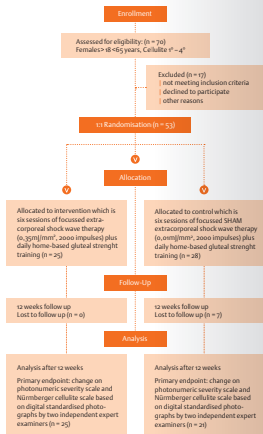 Enrollment
Assessed for eligibility: (n = 70)
Females > 18 <65 years, Cellulite 1° – 4°
Excluded (n = 17)
| not meeting inclusion criteria
| declined to participate
| other reasons
1:1 Randomisation (n = 53)
v
Allocation
v
v
Allocated to intervention which is
six sessions of focussed extra-
corporeal shock wave therapy
(0,35mJ/mm², 2000 impulses) plus
daily home-based gluteal strenght
training (n = 25)
Allocated to control which is
six sessions of focussed SHAM
extracorporeal shock wave therapy
(0,01mJ/mm², 2000 impulses) plus
daily home-based gluteal strenght
training (n = 28)
Follow-Up
12 weeks follow up
Lost to follow up (n = 0)
12 weeks follow up
Lost to follow up (n = 7)
Analysis
Analysis after 12 weeks
Primary endpoint: change on
photonumeric severity scale and
Nürmberger cellulite scale based
on digital standardised photo-
graphs by two independent expert
examiners (n = 25)
Analysis after 12 weeks
Primary endpoint: change on
photonumeric severity scale and
Nürmberger cellulite scale based
on digital standardised photo-
graphs by two independent expert
examiners (n = 21)